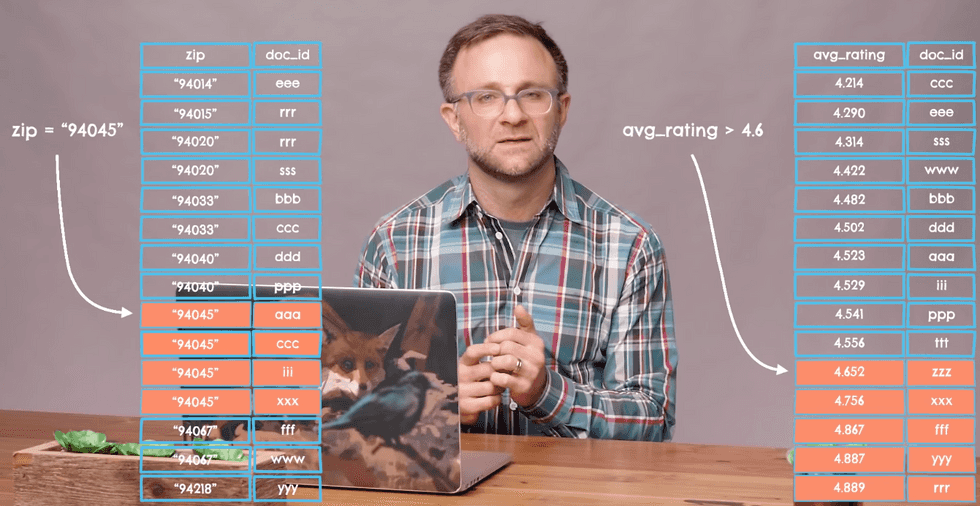 zip doc_id
“94014” eee
“94015” rrr
“94020” rrr
“94020” sss
“94033” bbb
“94033” ccc
“94040” ddd
“94040” ppp
“94045” aaa
“94045” ccc
“94045” iii
“94045” xxx
“94067” fff
“94067” www
“94218” yyy
zip = “94045”
avg_rating > 4.6
avg_rating doc_id
4.214 ccc
4.290 eee
4.314 sss
4.422 www
4.482 bbb
4.502 ddd
4.523 aaa
4.529 iii
4.541 ppp
4.556 ttt
4.652 zzz
4.756 xxx
4.867 fff
4.887 yyy
4.889 rrr